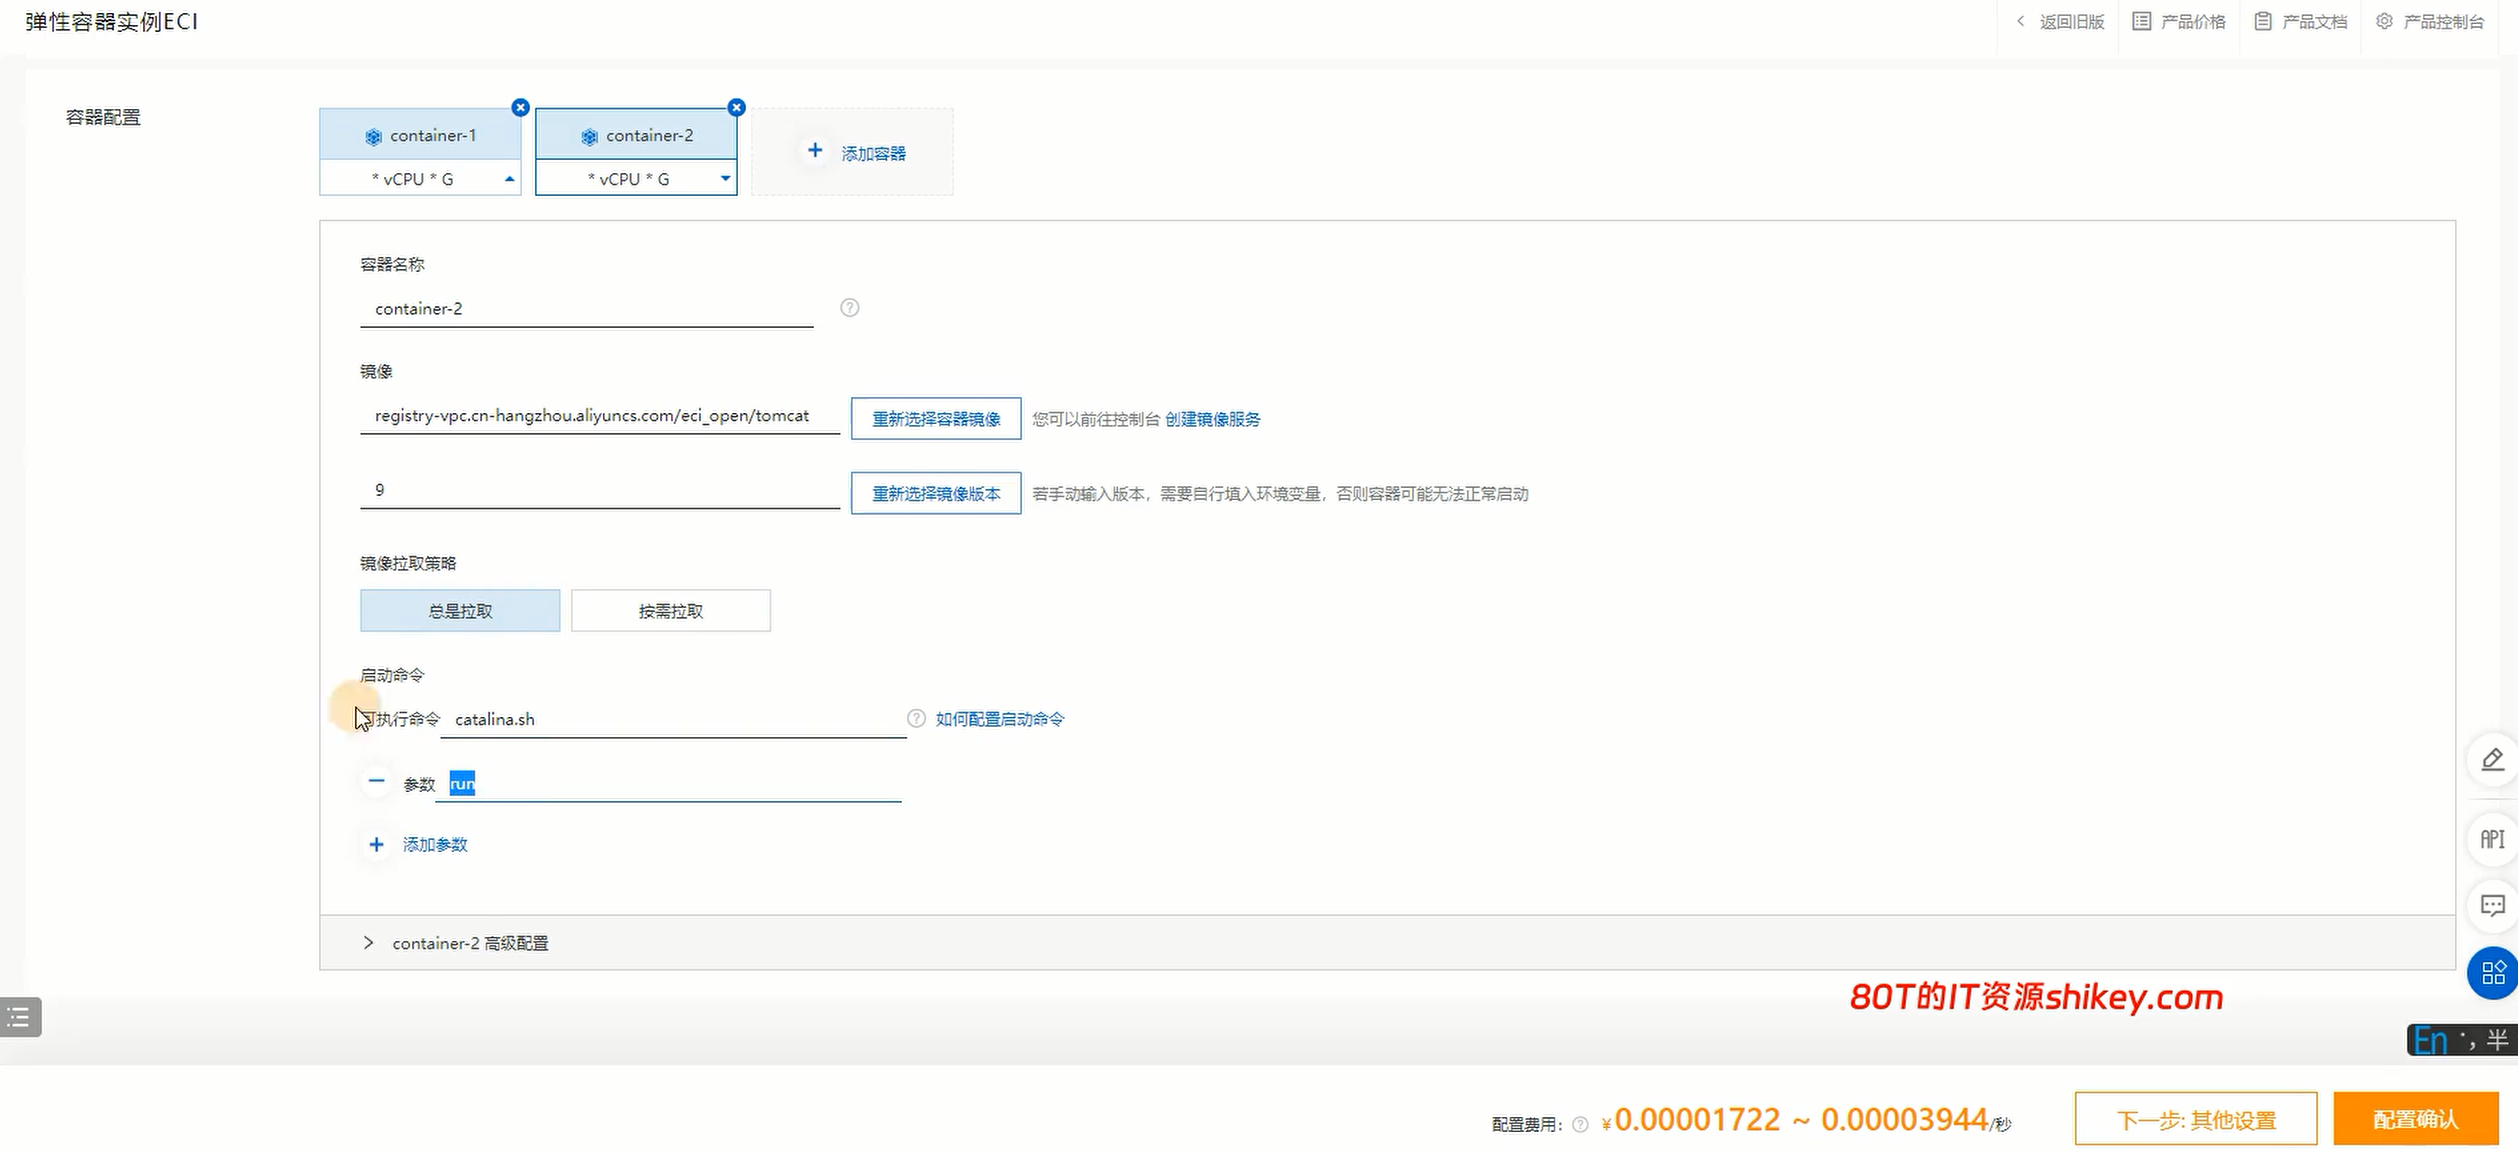 弹性容器实例ECI
返回旧版
产品价格
产品文档
产品控制台
容器配置
container-1
container-2
* vCPU * G
* vCPU * G
添加容器
容器名称
container-2
镜像
registry-vpc.cn-hangzhou.aliyuncs.com/eci_open/tomcat
重新选择容器镜像
您可以前往控制台 创建镜像服务
9
重新选择镜像版本
若手动输入版本，需要自行填入环境变量，否则容器可能无法正常启动
镜像拉取策略
总是拉取
按需拉取
启动命令
可执行命令 catalina.sh
如何配置启动命令
参数 run
添加参数
API
container-2 高级配置
80T的IT资源shikey.com
En ·, 半
配置费用: ¥0.00001722 ~ 0.00003944/秒
下一步: 其他设置
配置确认